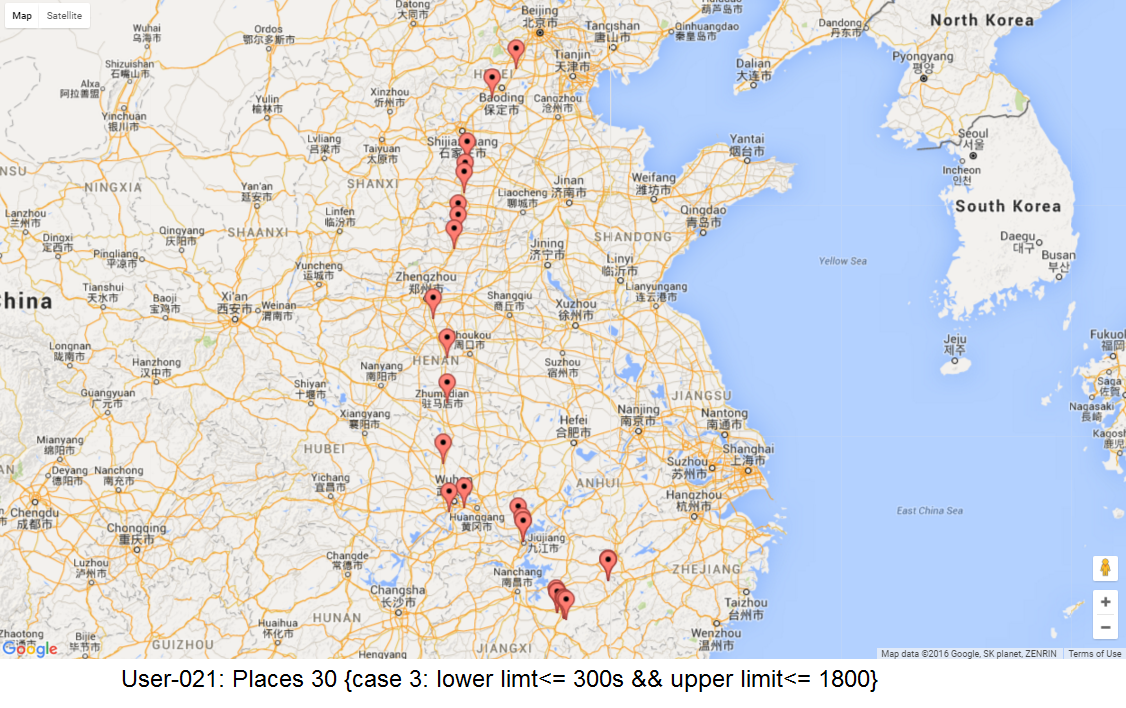 Map Satellite
Datong
大同市
Beijing
北京市
Tangshan
唐山市
Qinhuangdao
秦皇岛市
Dandong
丹东市
North Korea
Wuhai
乌海市
Ordos
鄂尔多斯市
Shizuishan
石嘴山市
Tianjin
天津市
Dalian
大连市
Pyongyang
평양
Alxa
阿拉善盟
Yulin
榆林市
Xinzhou
忻州市
Baoding
保定市
Cangzhou
沧州市
Yinchuan
银川市
Lvliang
吕梁市
Taiyuan
太原市
石家
Yantai
烟台市
Seoul
서울
Incheon
인천
NINGXIA
SHANXI
Yan'an
延安市
Liaocheng
聊城市
Jinan
济南市
Weifang
潍坊市
South Korea
Lanzhou
兰州市
Linfen
临汾市
Qingdao
青岛市
Dingxi
定西市
Qingyang
庆阳市
SHAANXI
Pingliang
平凉市
Jining
济宁市
SHANDONG
Linyi
临沂市
Daegu
대구
Busan
부산
Yellow Sea
Yuncheng
运城市
Zhengzhou
郑州市
Lianyungang
连云港市
Tianshui
天水市
Baoji
宝鸡市
Xi'an
西安市
Weinan
渭南市
Shangqiu
商丘市
Xuzhou
徐州市
Longnan
陇南市
Hanzhong
汉中市
周口市
HENAN
Nanyang
南阳市
Suzhou
宿州市
Jeju
제주
福岡
Saga
佐賀
Nagasaki
長崎
Guangyuan
广元市
Shiyan
十堰市
驻马店市
JIANGSU
Xiangyang
襄阳市
Hefei
合肥市
Nanjing
南京市
Nantong
南通市
Mianyang
绵阳市
HUBEI
Shanghai
上海市
Suzhou
苏州市
Deyang
德阳市
Nanchong
南充市
Yichang
宜昌市
ANHUI
Hangzhou
杭州市
Chengdu
成都市
Huanggang
黄冈市
East China Sea
Chongqing
重庆市
Jiujiang
九江市
Luzhou
泸州市
Changde
常德市
Nanchang
南昌市
ZHEJIANG
Changsha
长沙市
Taizhou
台州市
Zhaotong
Bijie
毕节市
Huaihua
怀化市
HUNAN
Wenzhou
温州市
GUIZHOU
Hengyang
JIANGXI
Google
Map data ©2016 Google, SK planet, ZENRIN Terms of Use
User-021: Places 30 {case 3: lower limt<= 300s && upper limit<= 1800}